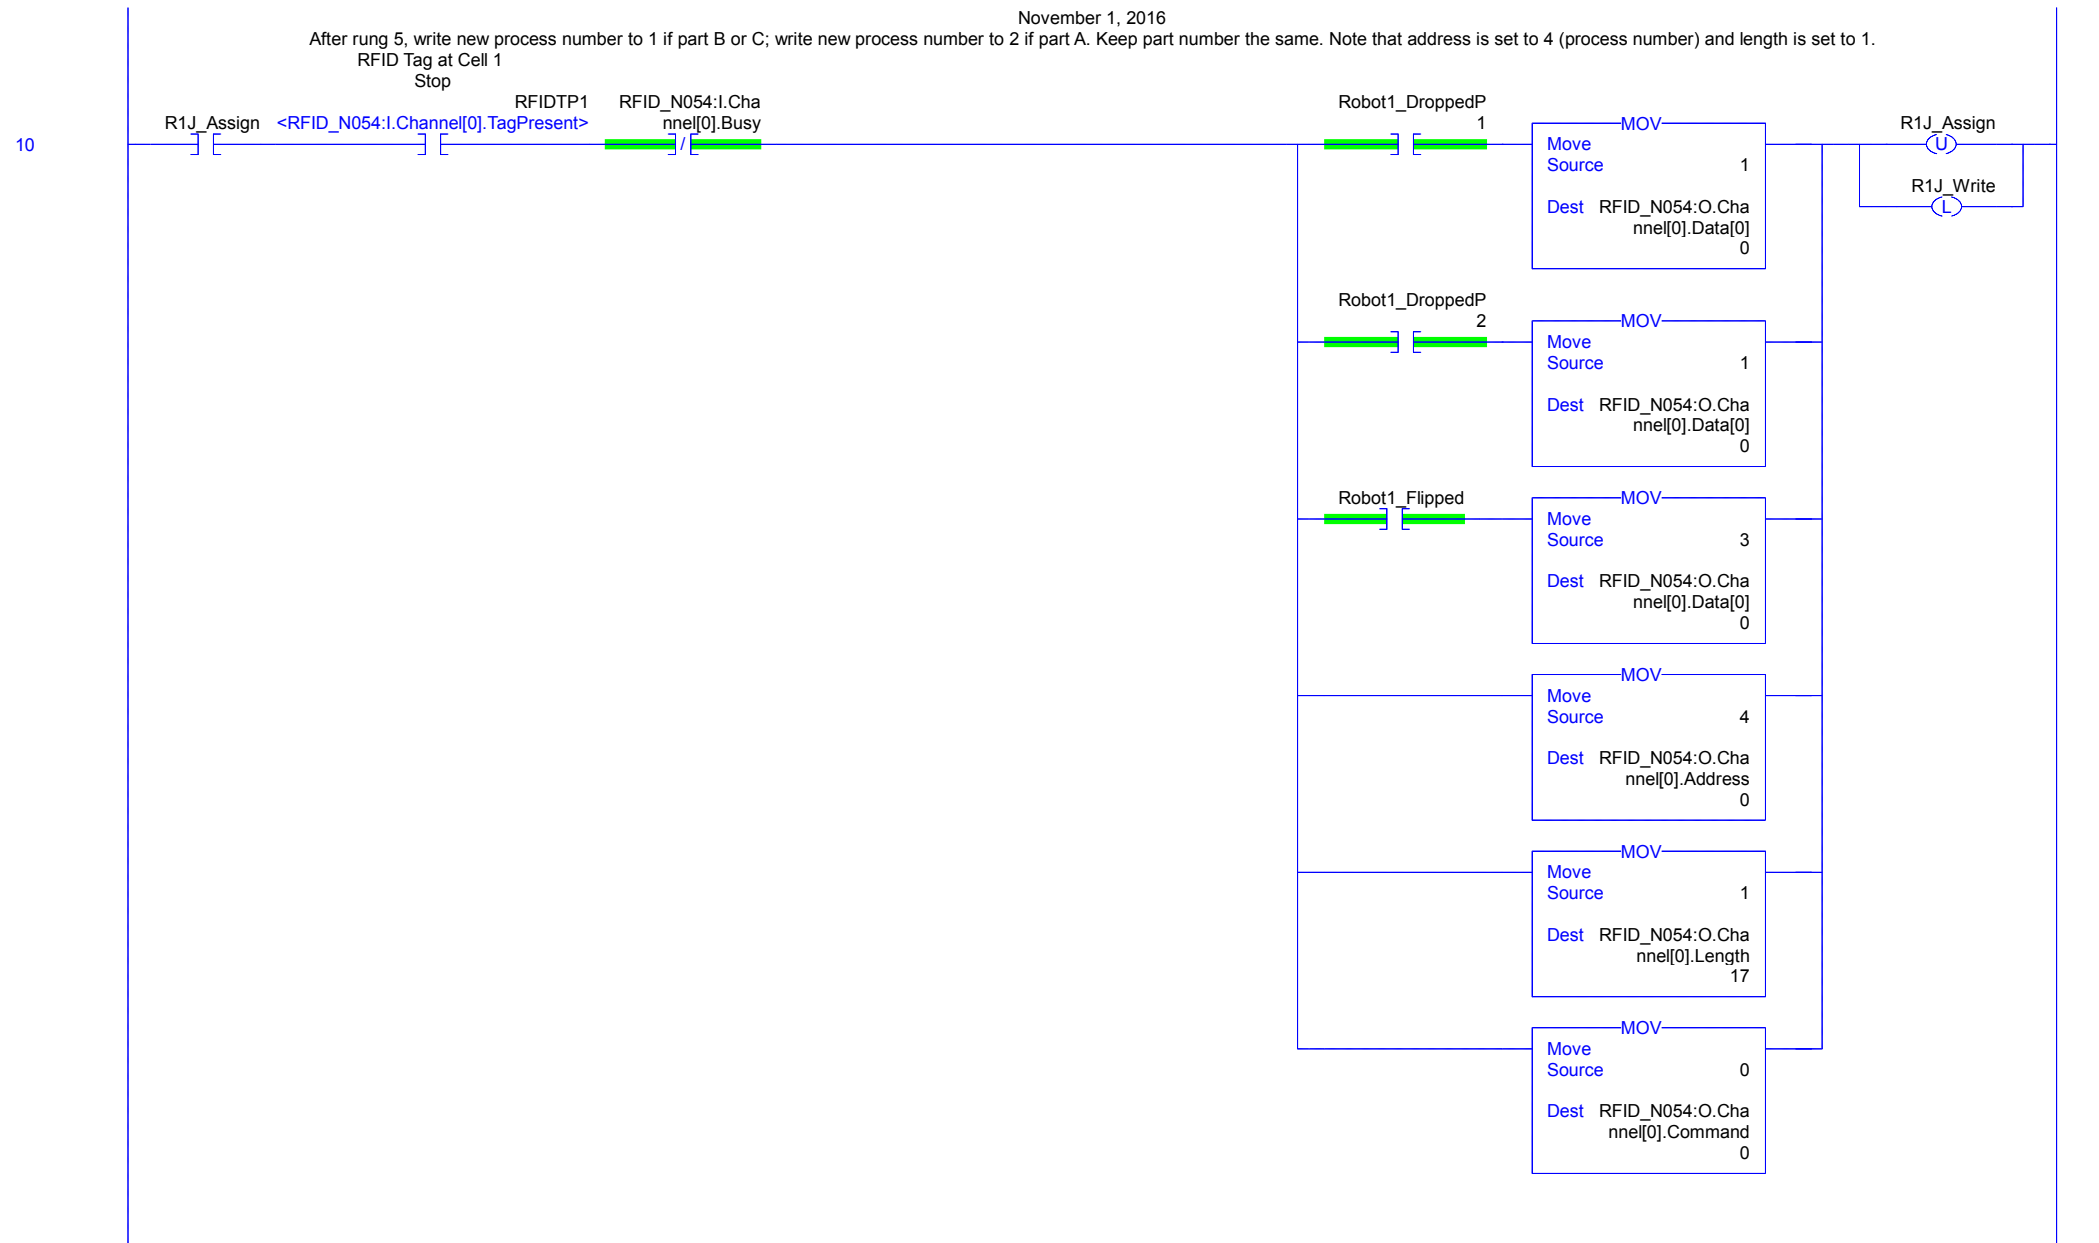 November 1, 2016
After rung 5, write new process number to 1 if part B or C; write new process number to 2 if part A. Keep part number the same. Note that address is set to 4 (process number) and length is set to 1.
RFID Tag at Cell 1
Stop
RFIDTP1
R1J_Assign
<RFID_N054:I.Channel[0].TagPresent>
RFID_N054:I.Cha
nnel[0].Busy
10
/
Robot1_DroppedP
1
MOV
Move
Source 1
Dest RFID_N054:O.Cha
nnel[0].Data[0]
0
R1J_Assign
U
R1J_Write
L
Robot1_DroppedP
2
MOV
Move
Source 1
Dest RFID_N054:O.Cha
nnel[0].Data[0]
0
Robot1_Flipped
MOV
Move
Source 3
Dest RFID_N054:O.Cha
nnel[0].Data[0]
0
MOV
Move
Source 4
Dest RFID_N054:O.Cha
nnel[0].Address
0
MOV
Move
Source 1
Dest RFID_N054:O.Cha
nnel[0].Length
17
MOV
Move
Source 0
Dest RFID_N054:O.Cha
nnel[0].Command
0